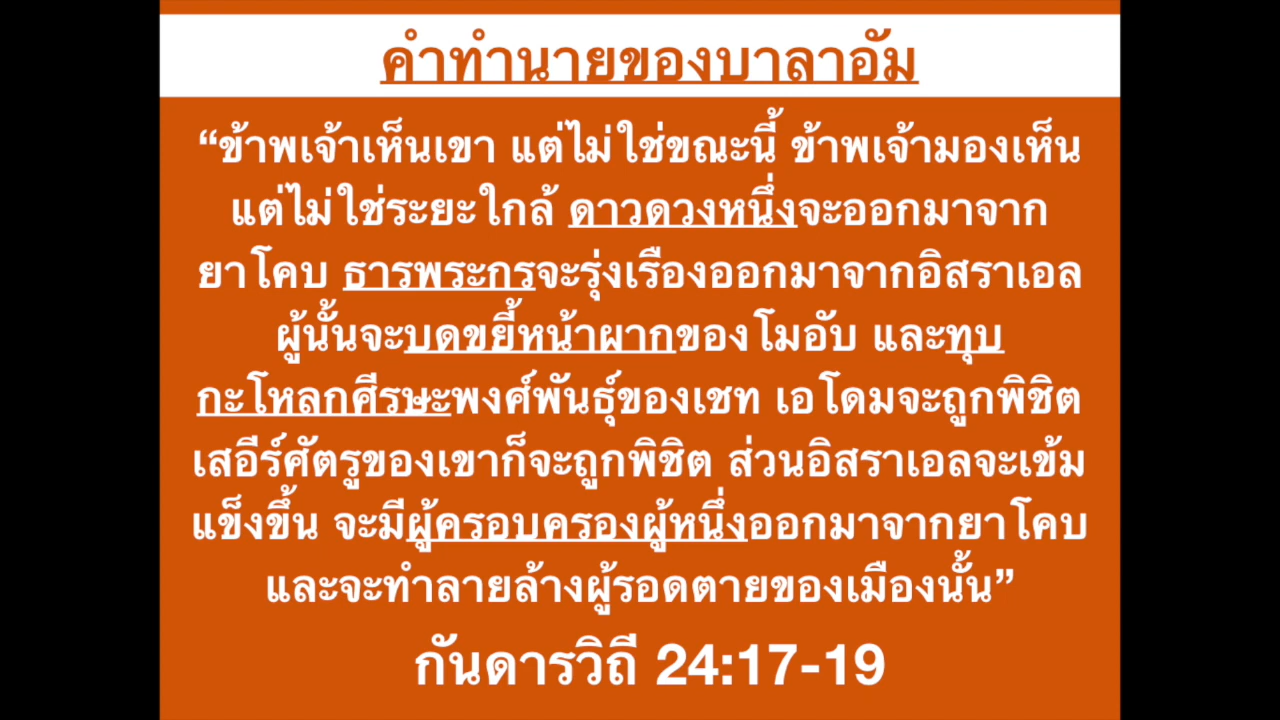 คำทำนายของบาลาอัม
“ข้าพเจ้าเห็นเขา แต่ไม่ใช่ขณะนี้ ข้าพเจ้ามองเห็น
แต่ไม่ใช่ระยะใกล้ ดาวดวงหนึ่งจะออกมาจาก
ยาโคบ ธารพระกรจะรุ่งเรืองออกมาจากอิสราเอล
ผู้นั้นจะบดขยี้หน้าผากของโมอับ และทุบ
กะโหลกศีรษะพงศ์พันธุ์ของเชท เอโดมจะถูกพิชิต
เสอีร์ศัตรูของเขาก็จะถูกพิชิต ส่วนอิสราเอลจะเข้ม
แข็งขึ้น จะมีผู้ครอบครองผู้หนึ่งออกมาจากยาโคบ
และจะทำลายล้างผู้รอดตายของเมืองนั้น”
กันดารวิถี 24:17-19